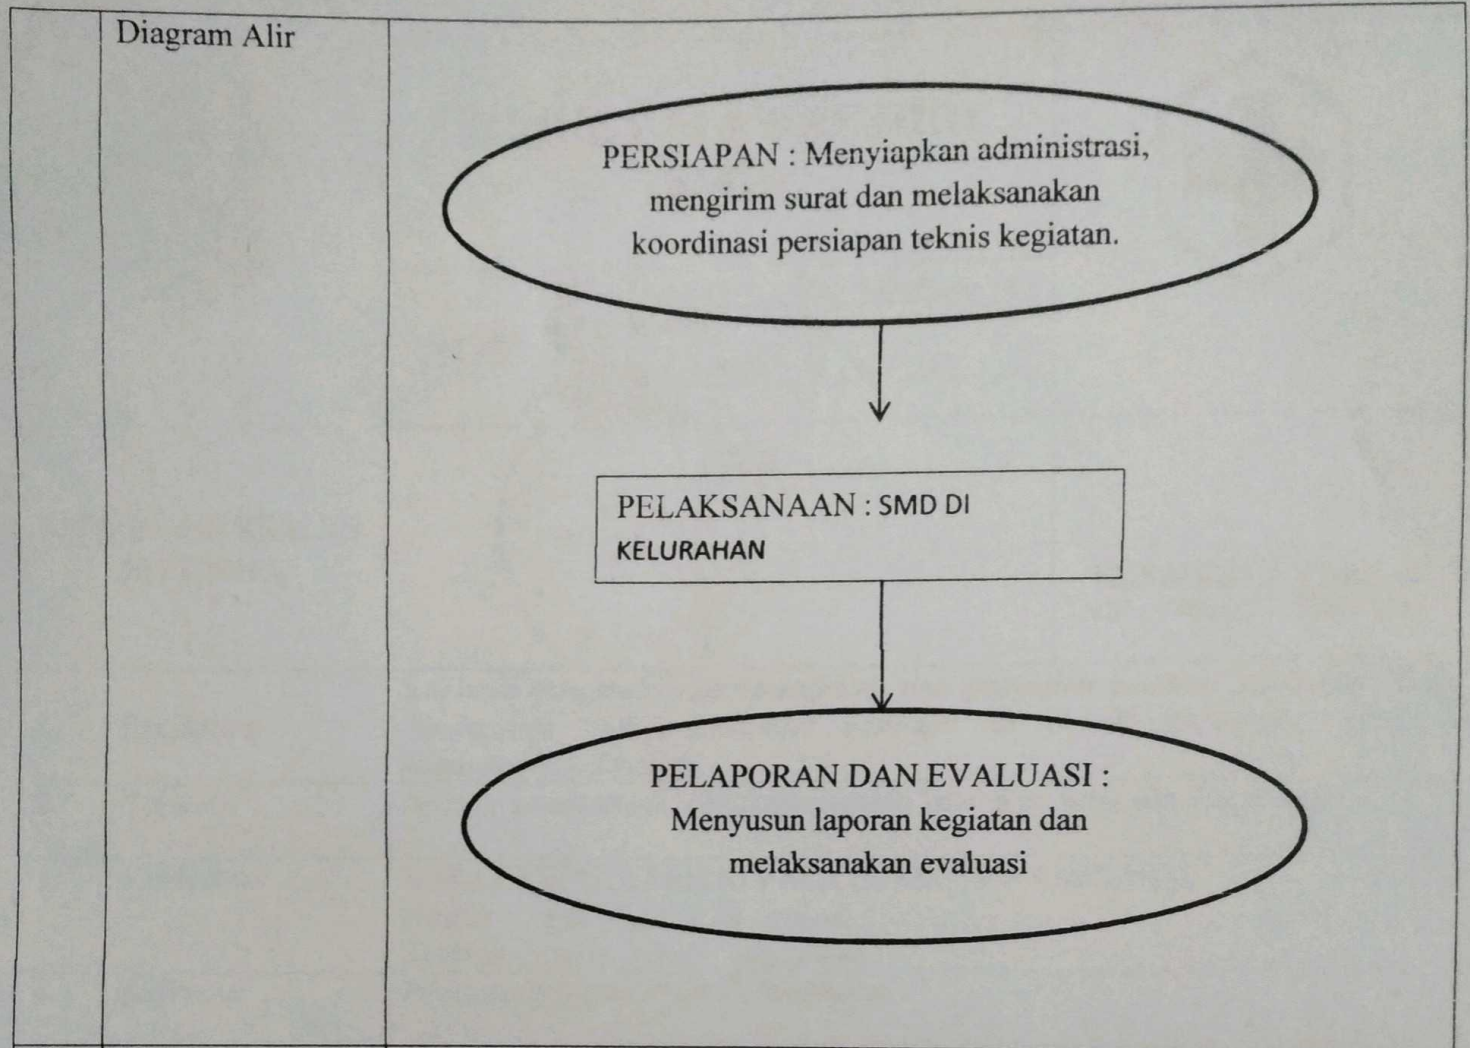 Diagram Alir
PERSIAPAN : Menyiapkan administrasi,
mengirim surat dan melaksanakan
koordinasi persiapan teknis kegiatan.
PELAKSANAAN : SMD DI
KELURAHAN
PELAPORAN DAN EVALUASI :
Menyusun laporan kegiatan dan
melaksanakan evaluasi